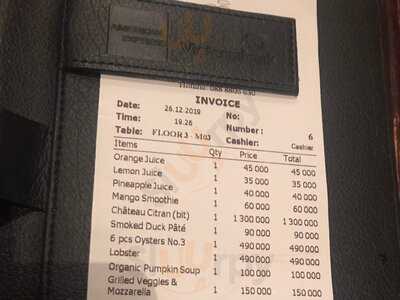 AMERICAN
EXPRESS
INVOICE
Date: 26.12.2019 No:
Time: 19.26 Number: 6
Table: FLOOR 3 - M03 Cashier: Cashier
Items Qty Price Total
Orange Juice 1 45 000 45 000
Lemon Juice 1 35 000 35 000
Pineapple Juice 1 40 000 40 000
Mango Smoothie 1 60 000 60 000
Château Citran (bit) 1 1 300 000 1 300 000
Smoked Duck Pâté 1 90 000 90 000
6 pcs Oysters No.3 1 490 000 490 000
Lobster 1 490 000 490 000
Organic Pumpkin Soup 1 100 000 100 000
Grilled Veggies &
Mozzarella 1 150 000 150 000